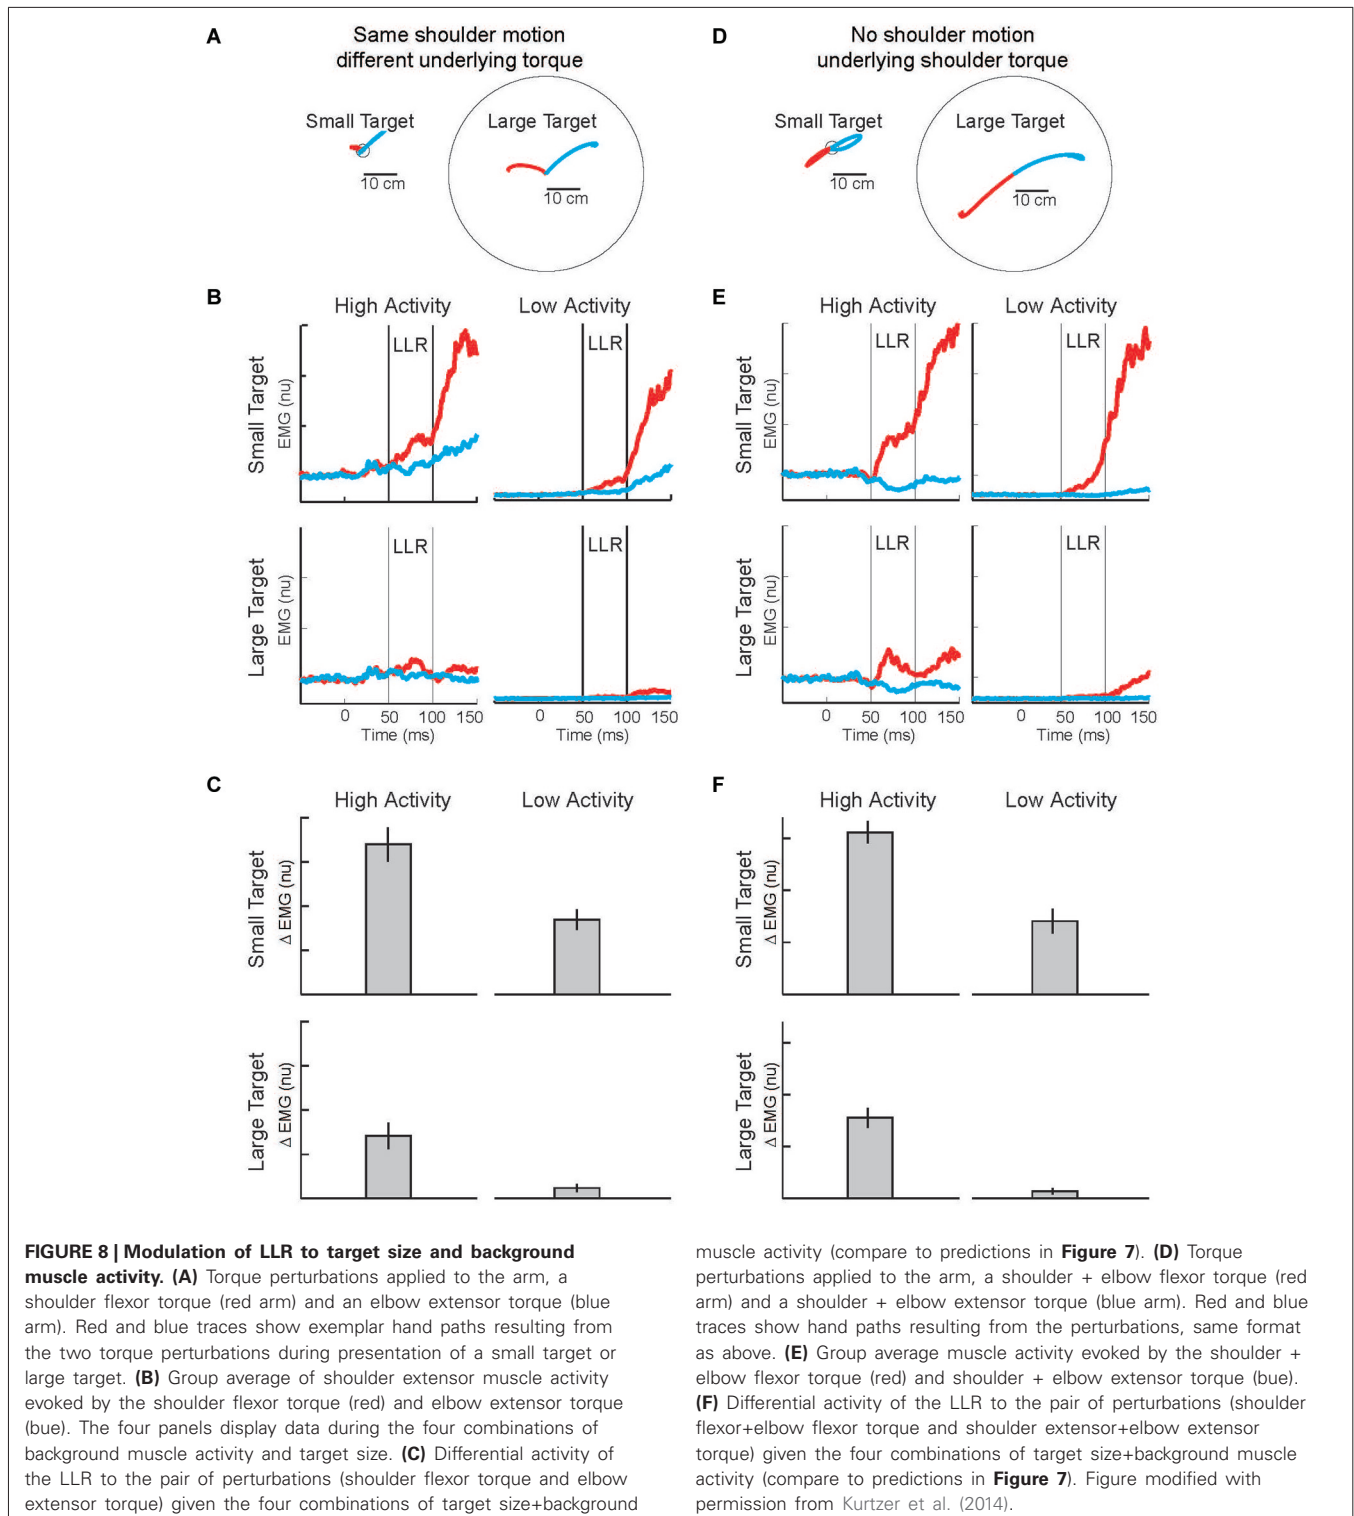 A
Same shoulder motion
different underlying torque
Small Target
10 cm
Large Target
10 cm
D
No shoulder motion
underlying shoulder torque
Small Target
10 cm
Large Target
10 cm
B
High Activity
Low Activity
Small Target
EMG (nu)
LLR
LLR
Large Target
EMG (nu)
LLR
LLR
0 50 100 150
Time (ms)
0 50 100 150
Time (ms)
E
High Activity
Low Activity
Small Target
EMG (nu)
LLR
LLR
Large Target
EMG (nu)
LLR
LLR
0 50 100 150
Time (ms)
0 50 100 150
Time (ms)
C
High Activity
Low Activity
Small Target
Δ EMG (nu)
Large Target
Δ EMG (nu)
F
High Activity
Low Activity
Small Target
Δ EMG (nu)
Large Target
Δ EMG (nu)
FIGURE 8 | Modulation of LLR to target size and background
muscle activity. (A) Torque perturbations applied to the arm, a
shoulder flexor torque (red arm) and an elbow extensor torque (blue
arm). Red and blue traces show exemplar hand paths resulting from
the two torque perturbations during presentation of a small target or
large target. (B) Group average of shoulder extensor muscle activity
evoked by the shoulder flexor torque (red) and elbow extensor torque
(bue). The four panels display data during the four combinations of
background muscle activity and target size. (C) Differential activity of
the LLR to the pair of perturbations (shoulder flexor torque and elbow
extensor torque) given the four combinations of target size+background
muscle activity (compare to predictions in Figure 7). (D) Torque
perturbations applied to the arm, a shoulder + elbow flexor torque (red
arm) and a shoulder + elbow extensor torque (blue arm). Red and blue
traces show hand paths resulting from the perturbations, same format
as above. (E) Group average muscle activity evoked by the shoulder +
elbow flexor torque (red) and shoulder + elbow extensor torque (bue).
(F) Differential activity of the LLR to the pair of perturbations (shoulder
flexor+elbow flexor torque and shoulder extensor+elbow extensor
torque) given the four combinations of target size+background muscle
activity (compare to predictions in Figure 7). Figure modified with
permission from Kurtzer et al. (2014).